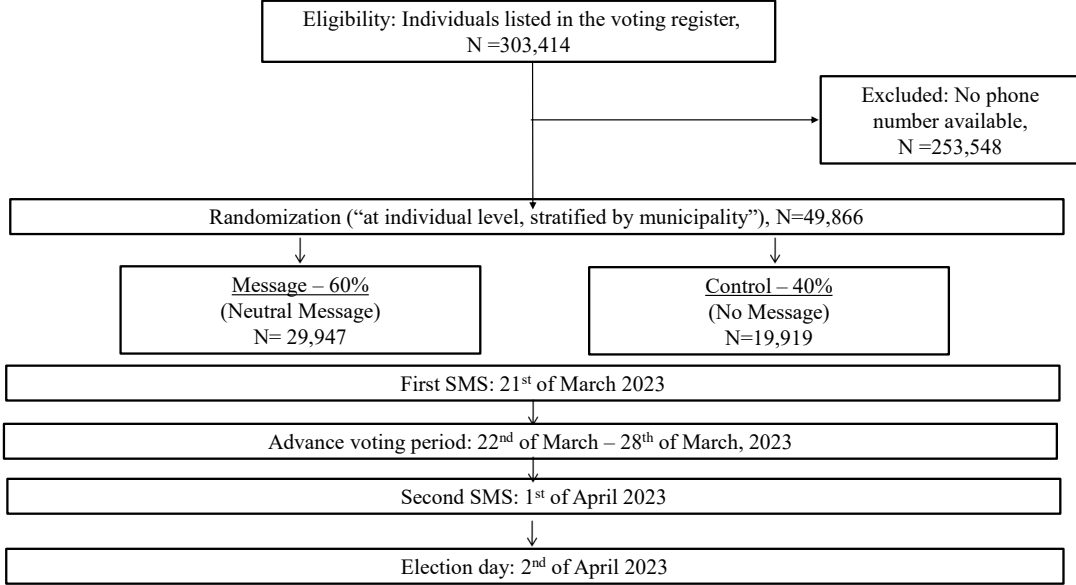 Eligibility: Individuals listed in the voting register,
N =303,414
Excluded: No phone
number available,
N =253,548
Randomization (“at individual level, stratified by municipality”), N=49,866
Message – 60%
(Neutral Message)
N= 29,947
Control – 40%
(No Message)
N=19,919
First SMS: 21st of March 2023
Advance voting period: 22nd of March – 28th of March, 2023
Second SMS: 1st of April 2023
Election day: 2nd of April 2023